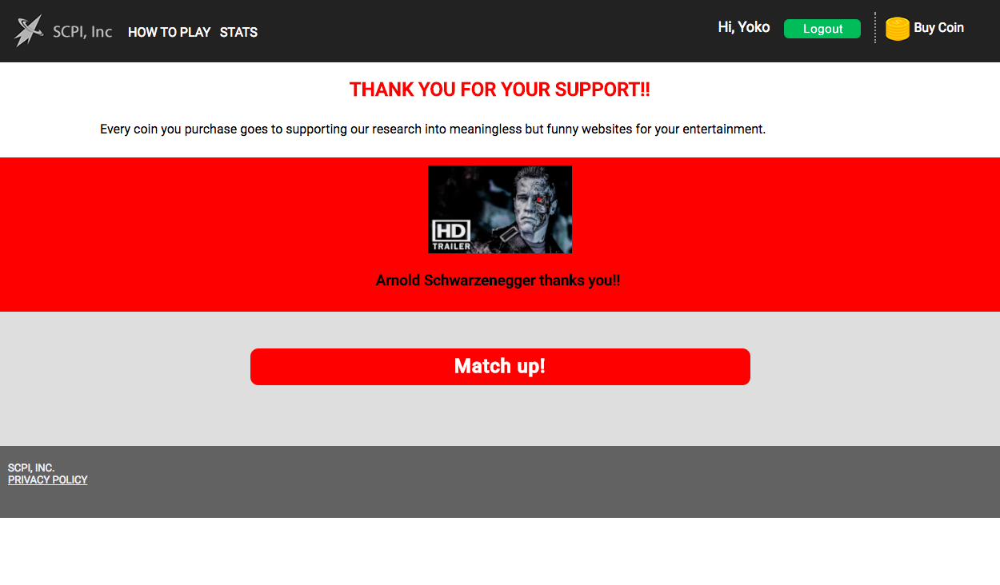 SCPI, Inc HOW TO PLAY STATS Hi, Yoko Logout Buy Coin
THANK YOU FOR YOUR SUPPORT!!
Every coin you purchase goes to supporting our research into meaningless but funny websites for your entertainment.
HD
TRAILER
Arnold Schwarzenegger thanks you!!
Match up!
SCPI, INC.
PRIVACY POLICY